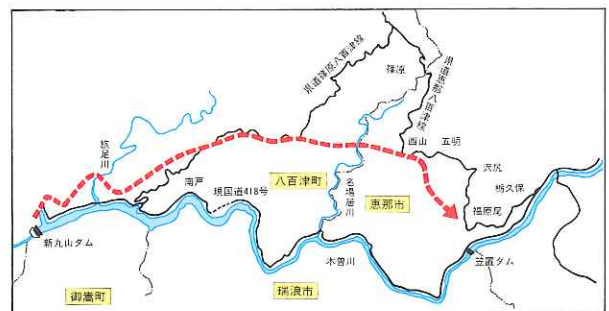 県道篠原八百津線
篠原
県道恵那八百津線
旅足川
西山
五明
沢尻
栃久保
南戸
現国道418号
八百津町
名場居川
恵那市
福原尾
新丸山ダム
木曽川
笠置ダム
御嵩町
瑞浪市